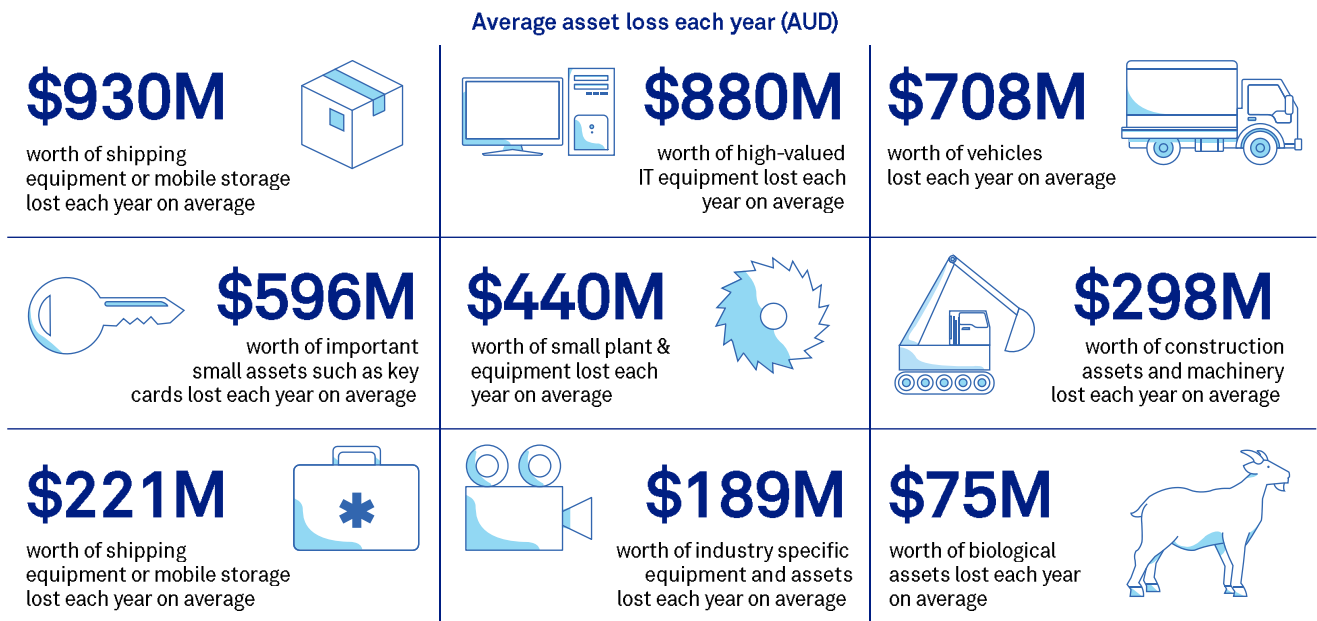 Average asset loss each year (AUD)
$930M
worth of shipping
equipment or mobile storage
lost each year on average
$880M
worth of high-valued
IT equipment lost each
year on average
$708M
worth of vehicles
lost each year on average
$596M
worth of important
small assets such as key
cards lost each year on average
$440M
worth of small plant &
equipment lost each
year on average
$298M
worth of construction
assets and machinery
lost each year on average
$221M
worth of shipping
equipment or mobile storage
lost each year on average
$189M
worth of industry specific
equipment and assets
lost each year on average
$75M
worth of biological
assets lost each year
on average